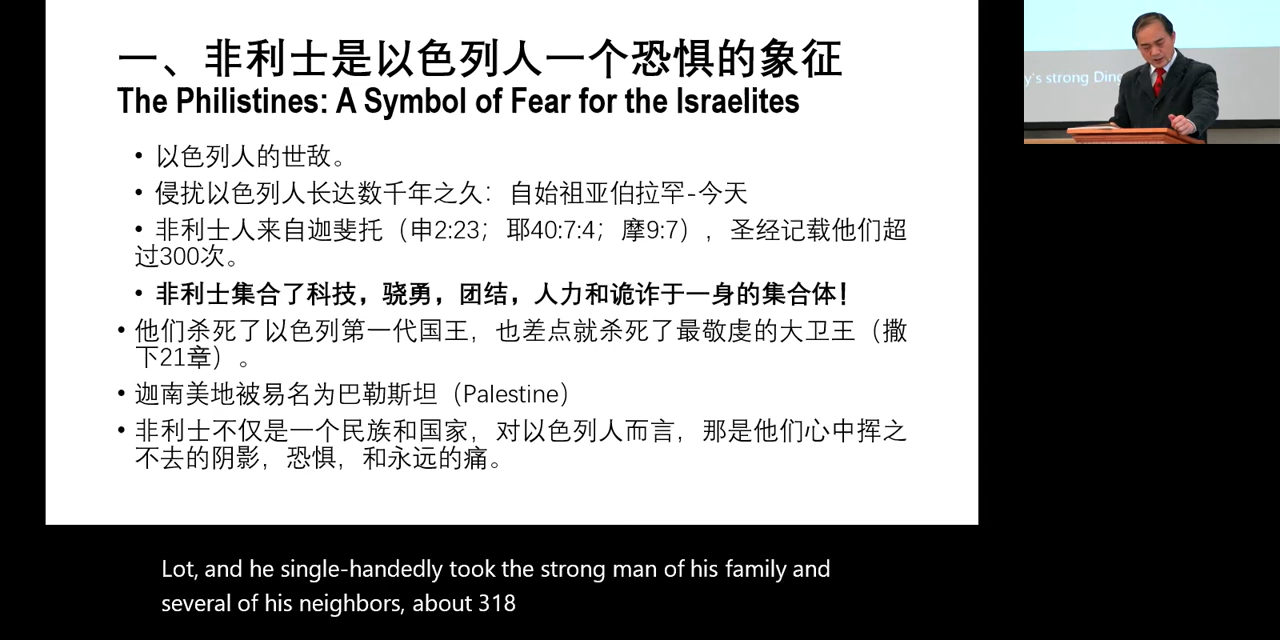 一、非利士是以色列人一个恐惧的象征
The Philistines: A Symbol of Fear for the Israelites
• 以色列人的世敌。
• 侵扰以色列人长达数千年之久：自始祖亚伯拉罕-今天
• 非利士人来自迦斐托（申2:23；耶40:7:4；摩9:7），圣经记载他们超
过300次。
• 非利士集合了科技，骁勇，团结，人力和诡诈于一身的集合体！
• 他们杀死了以色列第一代国王，也差点就杀死了最敬虔的大卫王（撒
下21章）。
• 迦南美地被易名为巴勒斯坦（Palestine）
• 非利士不仅是一个民族和国家，对以色列人而言，那是他们心中挥之
不去的阴影，恐惧，和永远的痛。
y's strong Ding
Lot, and he single-handedly took the strong man of his family and
several of his neighbors, about 318